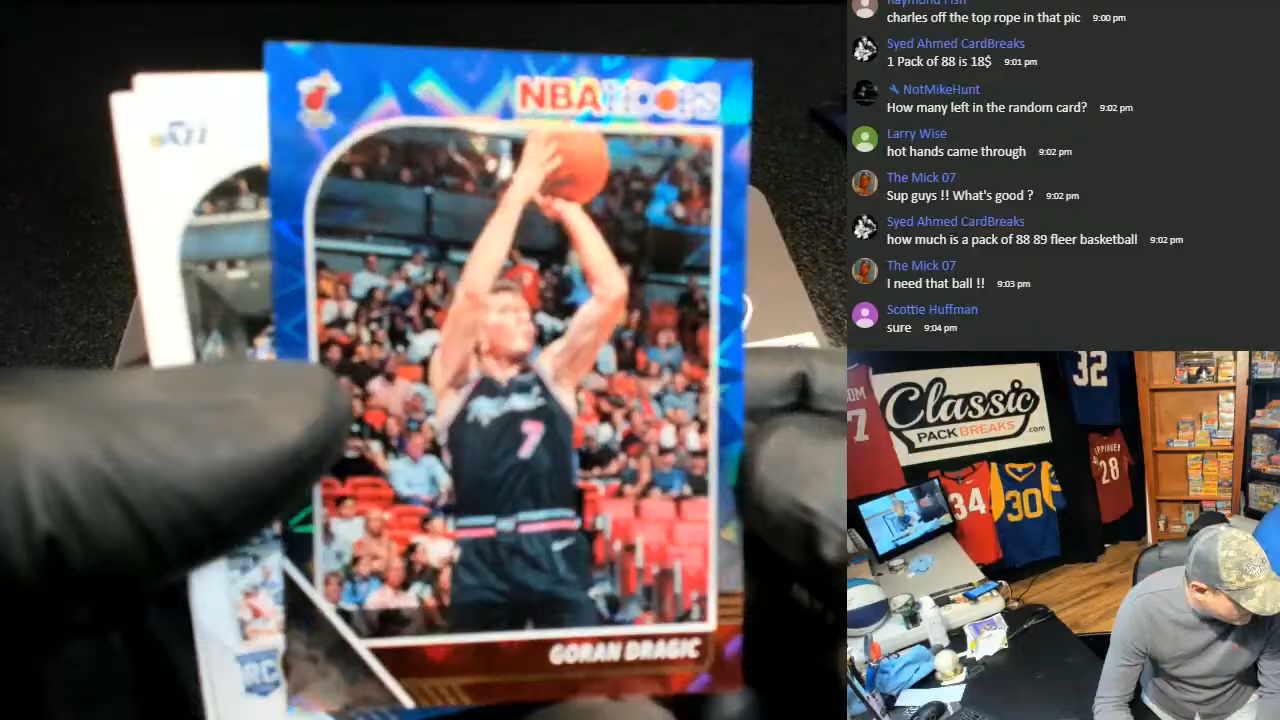 NBA HOOPS
7
GORAN DRAGIC
RC
charles off the top rope in that pic 9:00 pm
Syed Ahmed CardBreaks
1 Pack of 88 is 18$ 9:01 pm
NotMikeHunt
How many left in the random card? 9:02 pm
Larry Wise
hot hands came through 9:02 pm
The Mick 07
Sup guys !! What's good ? 9:02 pm
Syed Ahmed CardBreaks
how much is a pack of 88 89 fleer basketball 9:02 pm
The Mick 07
I need that ball !! 9:03 pm
Scottie Huffman
sure 9:04 pm
Classic
PACK BREAKS.com
32
7
34
30
28